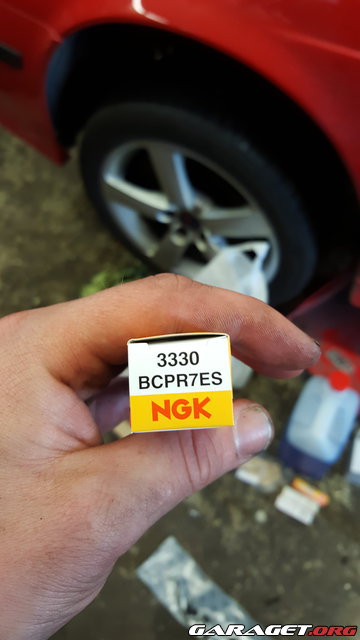 3330
BCPR7ES
NGK
GARAGET.ORG